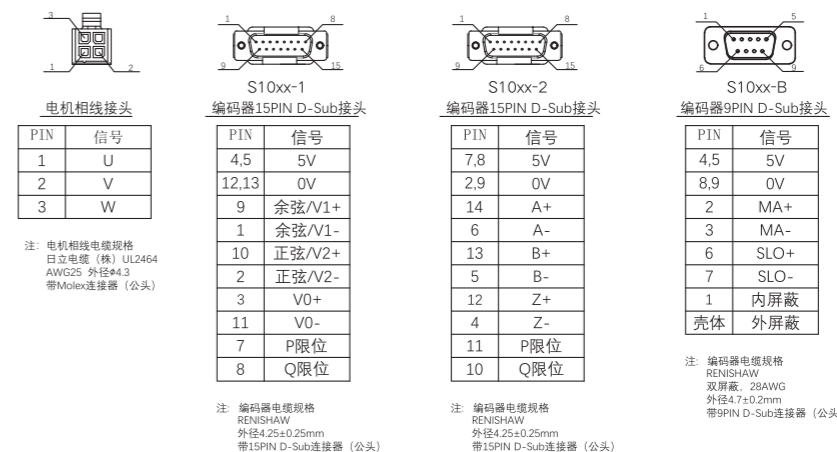 3
1 2
电机相线接头
PIN 信号
1 U
2 V
3 W
注: 电机相线电缆规格
日立电缆（株）UL2464
AWG25 外径φ4.3
带Molex连接器（公头）
1 8
9 15
S10xx-1
编码器15PIN D-Sub接头
PIN 信号
4,5 5V
12,13 0V
9 余弦/V1+
1 余弦/V1-
10 正弦/V2+
2 正弦/V2-
3 V0+
11 V0-
7 P限位
8 Q限位
注: 编码器电缆规格
RENISHAW
外径4.25±0.25mm
带15PIN D-Sub连接器（公头）
1 8
9 15
S10xx-2
编码器15PIN D-Sub接头
PIN 信号
7,8 5V
2,9 0V
14 A+
6 A-
13 B+
5 B-
12 Z+
4 Z-
11 P限位
10 Q限位
注: 编码器电缆规格
RENISHAW
外径4.25±0.25mm
带15PIN D-Sub连接器（公头）
1 5
6 9
S10xx-B
编码器9PIN D-Sub接头
PIN 信号
4,5 5V
8,9 0V
2 MA+
3 MA-
6 SLO+
7 SLO-
1 内屏蔽
壳体 外屏蔽
注: 编码器电缆规格
RENISHAW
双屏蔽，28AWG
外径4.7±0.2mm
带9PIN D-Sub连接器（公头